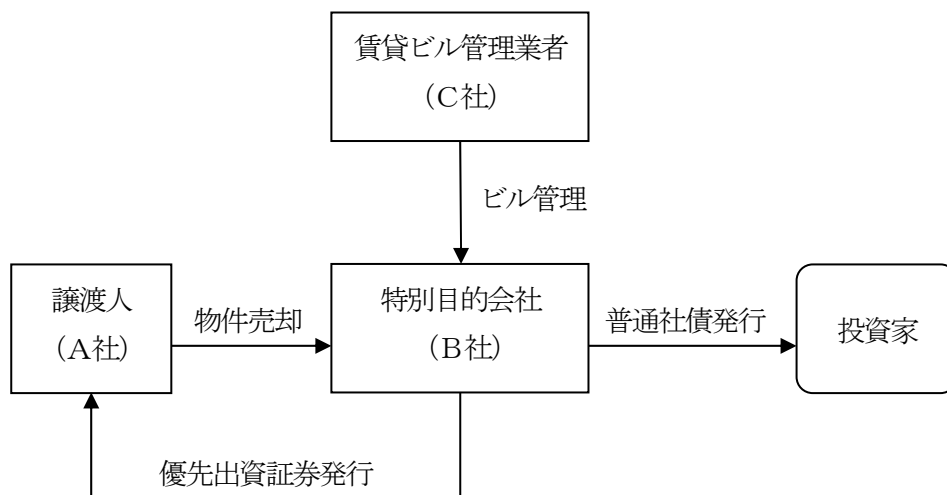 賃貸ビル管理業者
（C社）
ビル管理
譲渡人
（A社）
物件売却
特別目的会社
（B社）
普通社債発行
投資家
優先出資証券発行